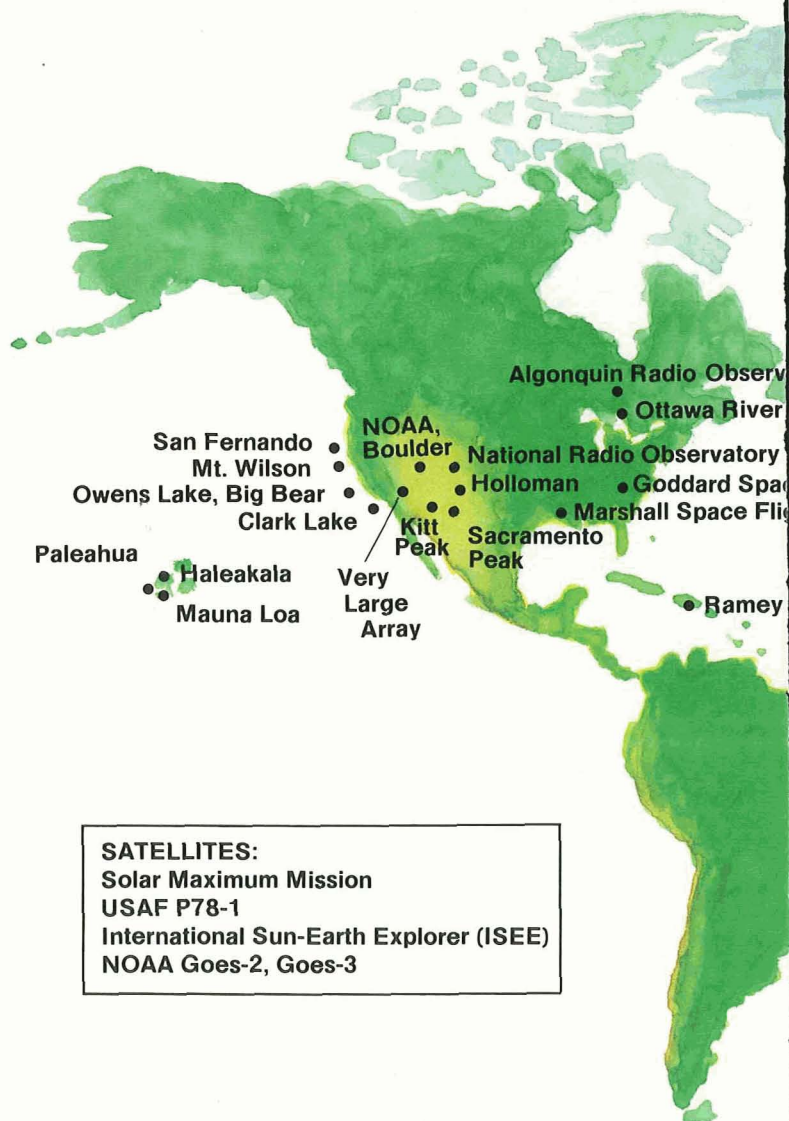 Algonquin Radio Observ
Ottawa River
NOAA,
Boulder
National Radio Observatory
Holloman
Goddard Spa
Marshall Space Flig
San Fernando
Mt. Wilson
Owens Lake, Big Bear
Clark Lake
Kitt
Peak
Sacramento
Peak
Very
Large
Array
Paleahua
Haleakala
Mauna Loa
Ramey
SATELLITES:
Solar Maximum Mission
USAF P78-1
International Sun-Earth Explorer (ISEE)
NOAA Goes-2, Goes-3